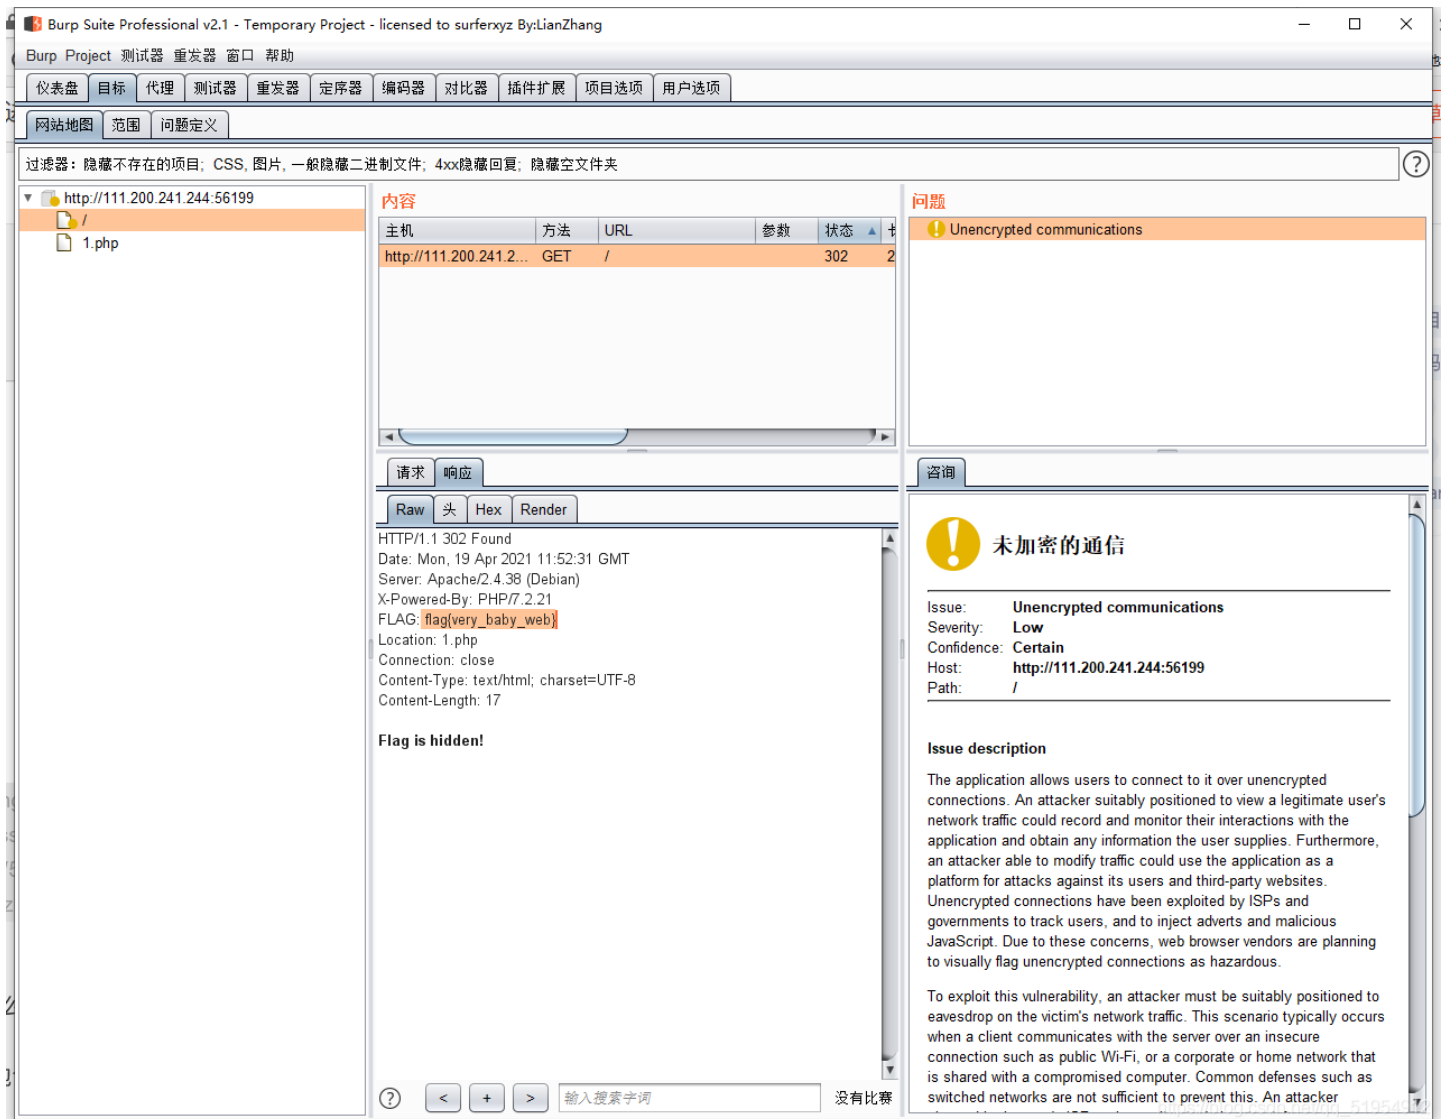 Burp Suite Professional v2.1 - Temporary Project - licensed to surferxyz By:LianZhang
Burp Project 测试器 重发器 窗口 帮助
仪表盘 目标 代理 测试器 重发器 定序器 编码器 对比器 插件扩展 项目选项 用户选项
网站地图 范围 问题定义
过滤器：隐藏不存在的项目; CSS, 图片, 一般隐藏二进制文件; 4xx隐藏回复; 隐藏空文件夹
http://111.200.241.244:56199
/
1.php
内容
主机 方法 URL 参数 状态
http://111.200.241.2... GET / 302 2
请求 响应
Raw 头 Hex Render
HTTP/1.1 302 Found
Date: Mon, 19 Apr 2021 11:52:31 GMT
Server: Apache/2.4.38 (Debian)
X-Powered-By: PHP/7.2.21
FLAG: flag{very_baby_web}
Location: 1.php
Connection: close
Content-Type: text/html; charset=UTF-8
Content-Length: 17
Flag is hidden!
? < + > 输入搜索字词 没有比赛
问题
Unencrypted communications
咨询
未加密的通信
Issue: Unencrypted communications
Severity: Low
Confidence: Certain
Host: http://111.200.241.244:56199
Path: /
Issue description
The application allows users to connect to it over unencrypted
connections. An attacker suitably positioned to view a legitimate user's
network traffic could record and monitor their interactions with the
application and obtain any information the user supplies. Furthermore,
an attacker able to modify traffic could use the application as a
platform for attacks against its users and third-party websites.
Unencrypted connections have been exploited by ISPs and
governments to track users, and to inject adverts and malicious
JavaScript. Due to these concerns, web browser vendors are planning
to visually flag unencrypted connections as hazardous.
To exploit this vulnerability, an attacker must be suitably positioned to
eavesdrop on the victim's network traffic. This scenario typically occurs
when a client communicates with the server over an insecure
connection such as public Wi-Fi, or a corporate or home network that
is shared with a compromised computer. Common defenses such as
switched networks are not sufficient to prevent this. An attacker